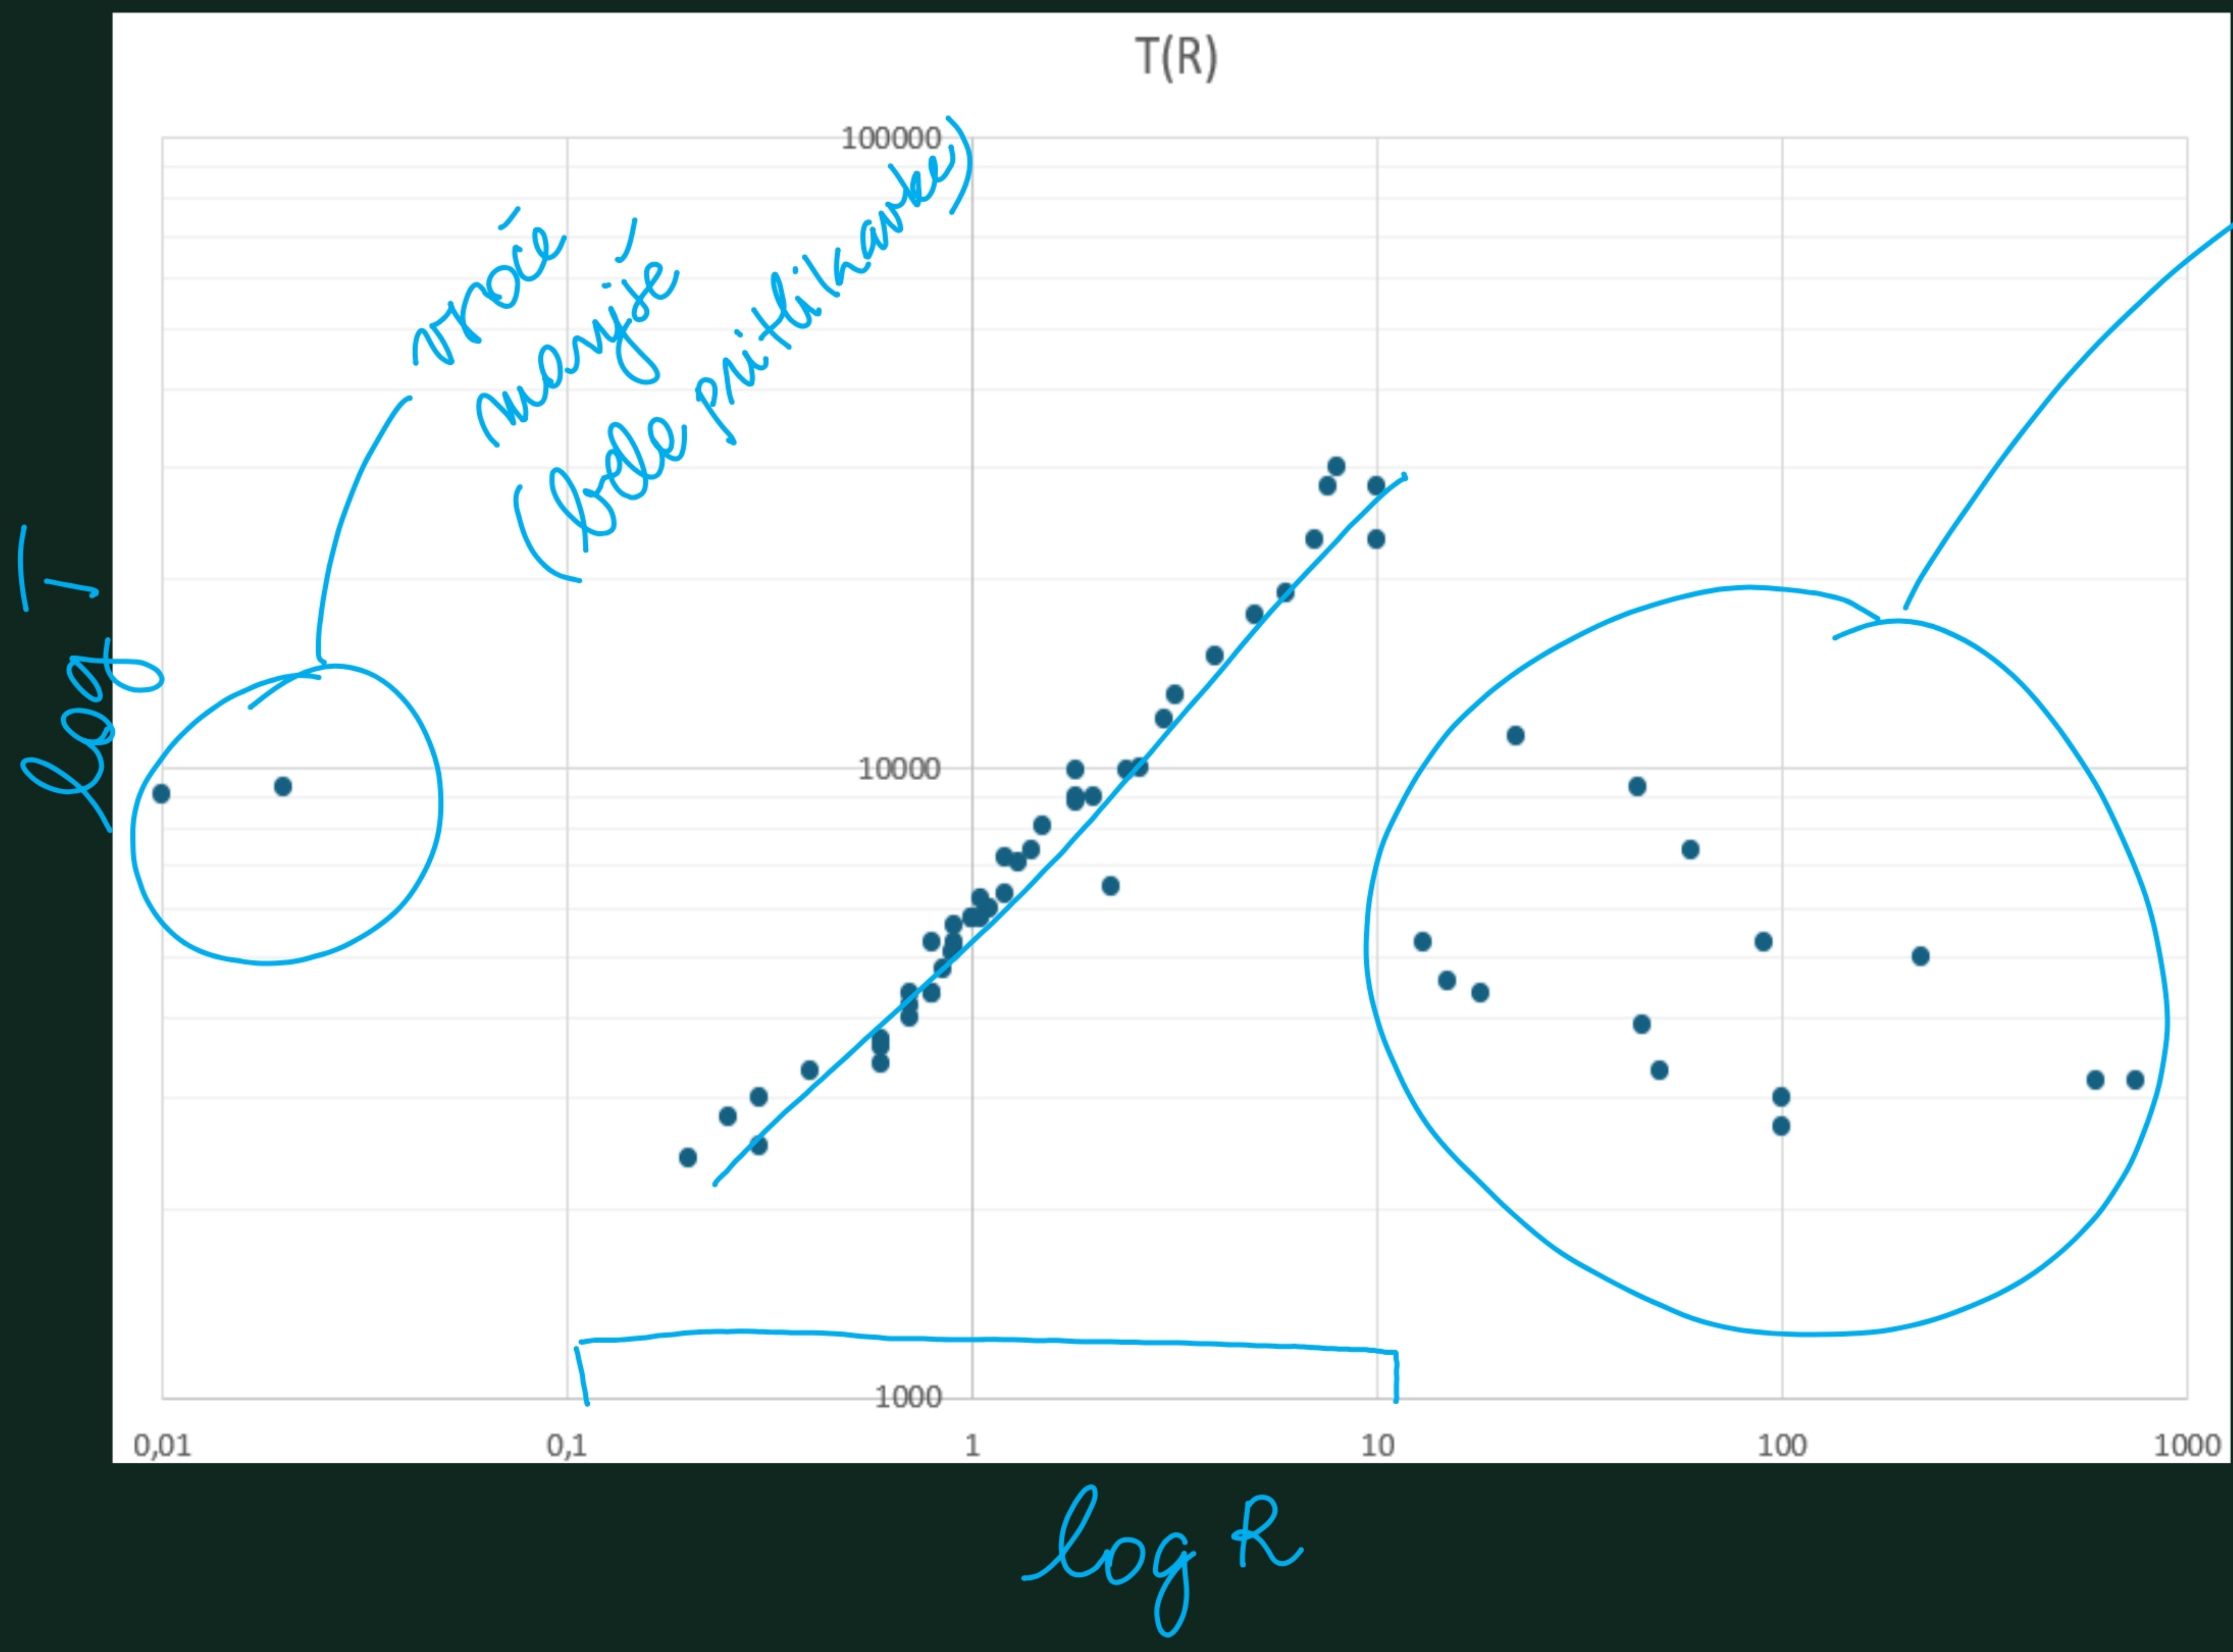 T(R)
100000
vroče
manjše
(bele pritlikavke)
log T
10000
1000
0,01 0,1 1 10 100 1000
log R